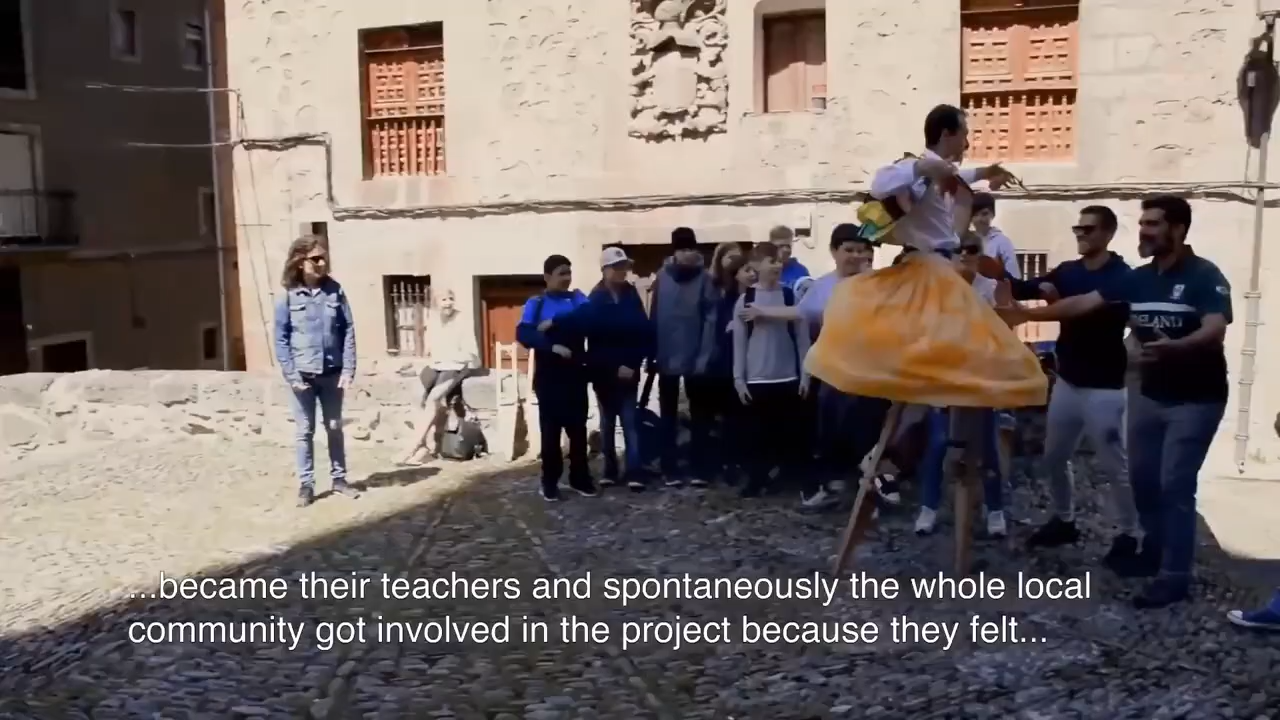 ...became their teachers and spontaneously the whole local
community got involved in the project because they felt...